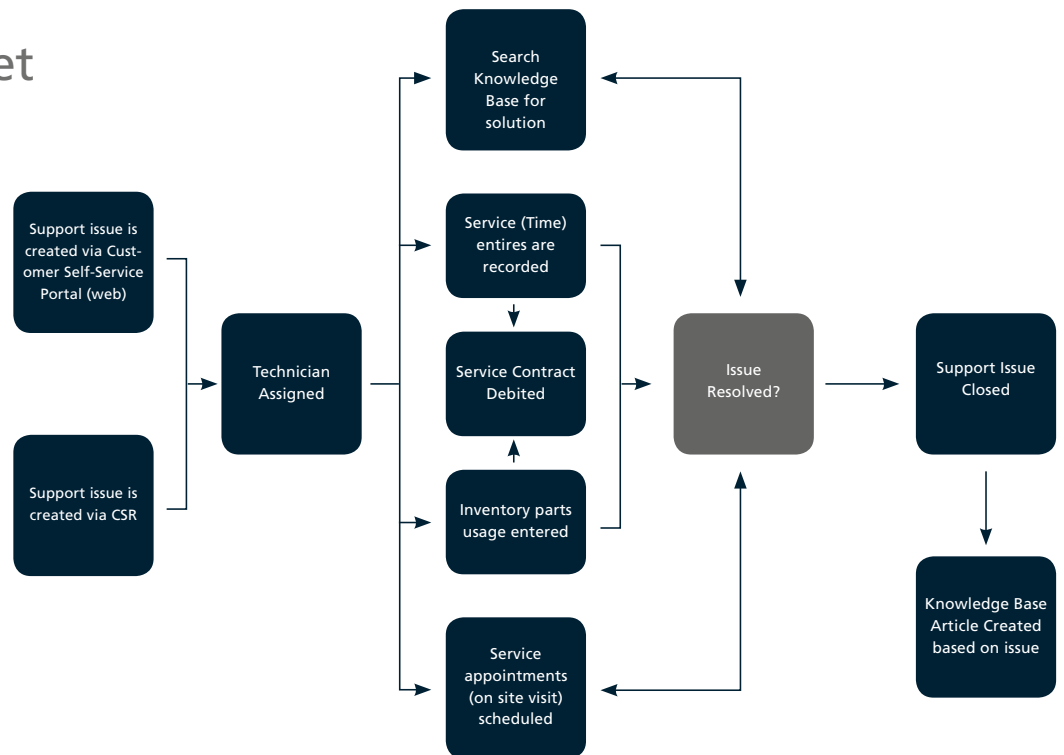 et
Search
Knowledge
Base for
solution
Support issue is
created via Cust-
omer Self-Service
Portal (web)
Service (Time)
entires are
recorded
Technician
Assigned
Service Contract
Debited
Issue
Resolved?
Support Issue
Closed
Support issue is
created via CSR
Inventory parts
usage entered
Knowledge Base
Article Created
based on issue
Service
appointments
(on site visit)
scheduled